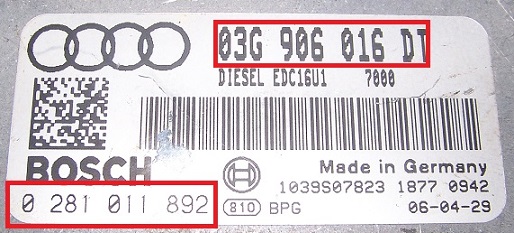 03G 906 016 DT
DIESEL EDC16U1 7000
BOSCH
Made in Germany
1039S07823 1877 0942
0 281 011 892
810 BPG 06-04-29